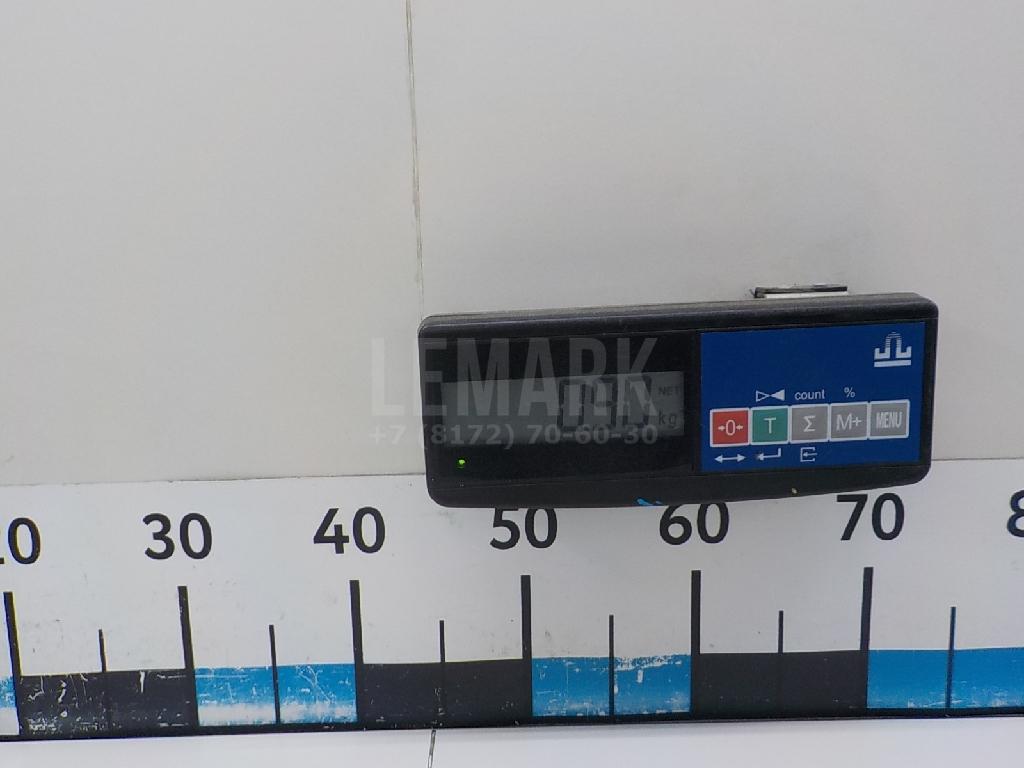 LEMARK
+7 (8172) 70-60-30
NET
kg
count %
→0← T Σ M+ MENU
30 40 50 60 70